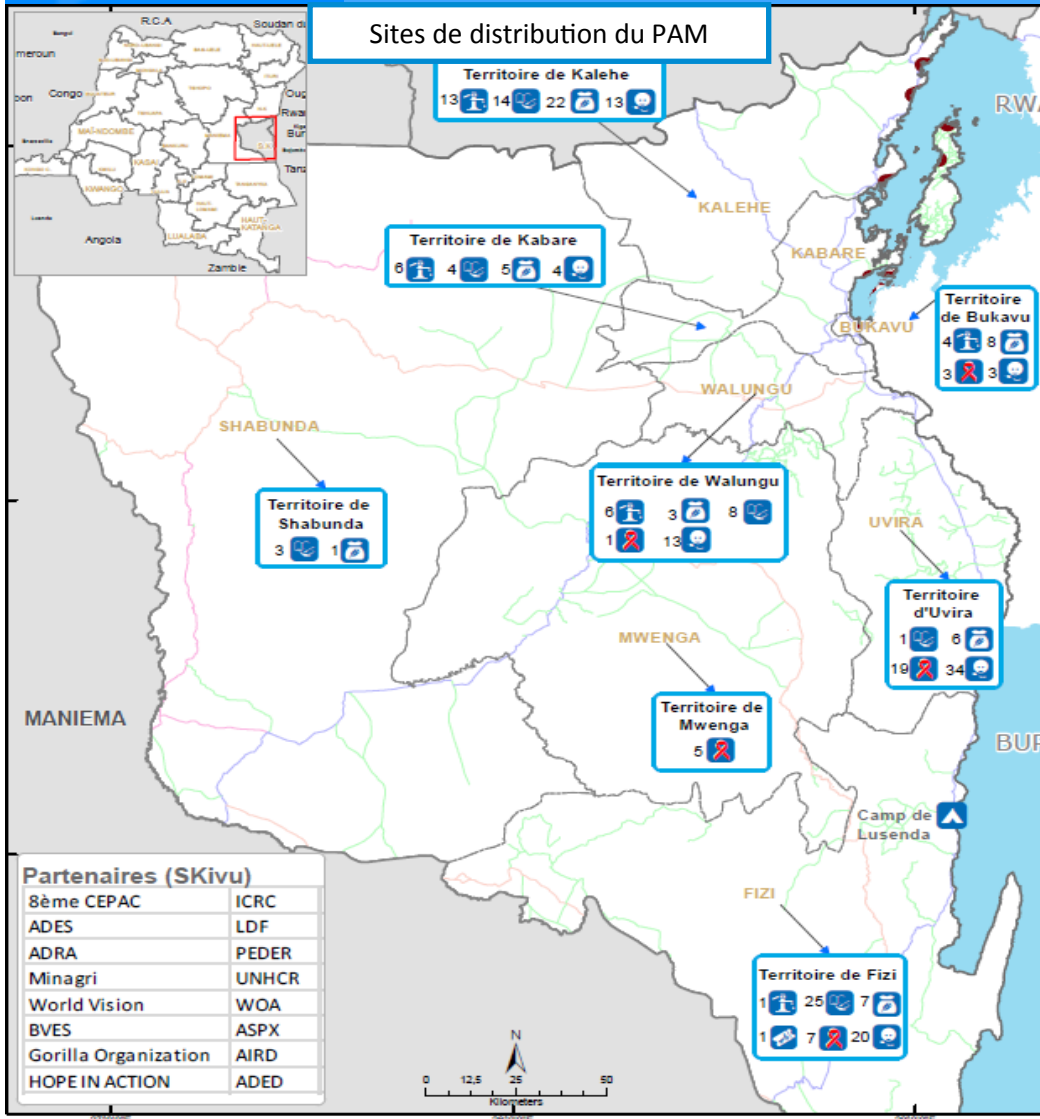 Sites de distribution du PAM
R.C.A
Soudan du
Bangui
meroun
oon
Congo
Oug
Rwan
Bur
Tanz
MAÏ-NDOMBE
KASAI
KWANGO
HAUT-KATANGA
LUALABA
Luanda
Angola
Zambie
Territoire de Kalehe
13 14 22 13
RWA
KALEHE
KABARE
Territoire de Kabare
6 4 5 4
BUKAVU
Territoire
de Bukavu
4 8
3 3
WALUNGU
SHABUNDA
Territoire de
Shabunda
3 1
Territoire de Walungu
6 3 8
1 13
UVIRA
Territoire
d'Uvira
1 6
19 34
MWENGA
Territoire de
Mwenga
5
MANIEMA
BUR
Camp de
Lusenda
FIZI
Territoire de Fizi
1 25 7
1 7 20
Partenaires (SKivu)
8ème CEPAC ICRC
ADES LDF
ADRA PEDER
Minagri UNHCR
World Vision WOA
BVES ASPX
Gorilla Organization AIRD
HOPE IN ACTION ADED
N
0 12,5 25 50
Kilometers